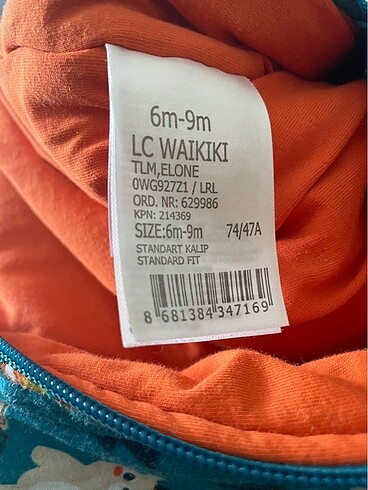 6m-9m
LC WAIKIKI
TLM,ELONE
0WG927Z1 / LRL
ORD. NR: 629986
KPN: 214369
SIZE:6m-9m 74/47A
STANDART KALIP
STANDARD FIT
8 681384 347169